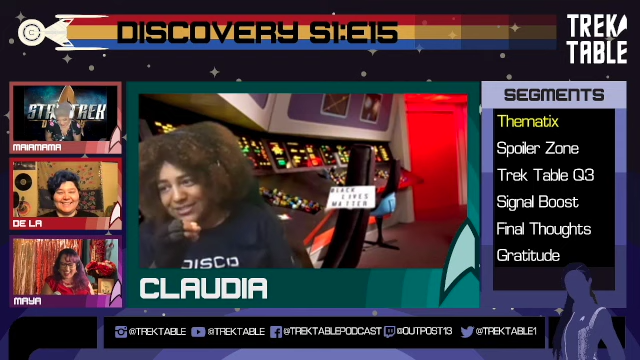 DISCOVERY S1:E15
TREK
TABLE
SEGMENTS
Thematix
Spoiler Zone
Trek Table Q3
Signal Boost
Final Thoughts
Gratitude
STAR TREK
MAIAMAMA
DE LA
MAYA
BLACK
LIVES
MATTER
DISCO
CLAUDIA
@TREKTABLE
@TREKTABLE
@TREKTABLEPODCAST
@OUTPOST13
@TREKTABLE1